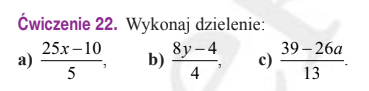 Ćwiczenie 22. Wykonaj dzielenie:
a) (25x – 10)/5, b) (8y – 4)/4, c) (39 – 26a)/13.